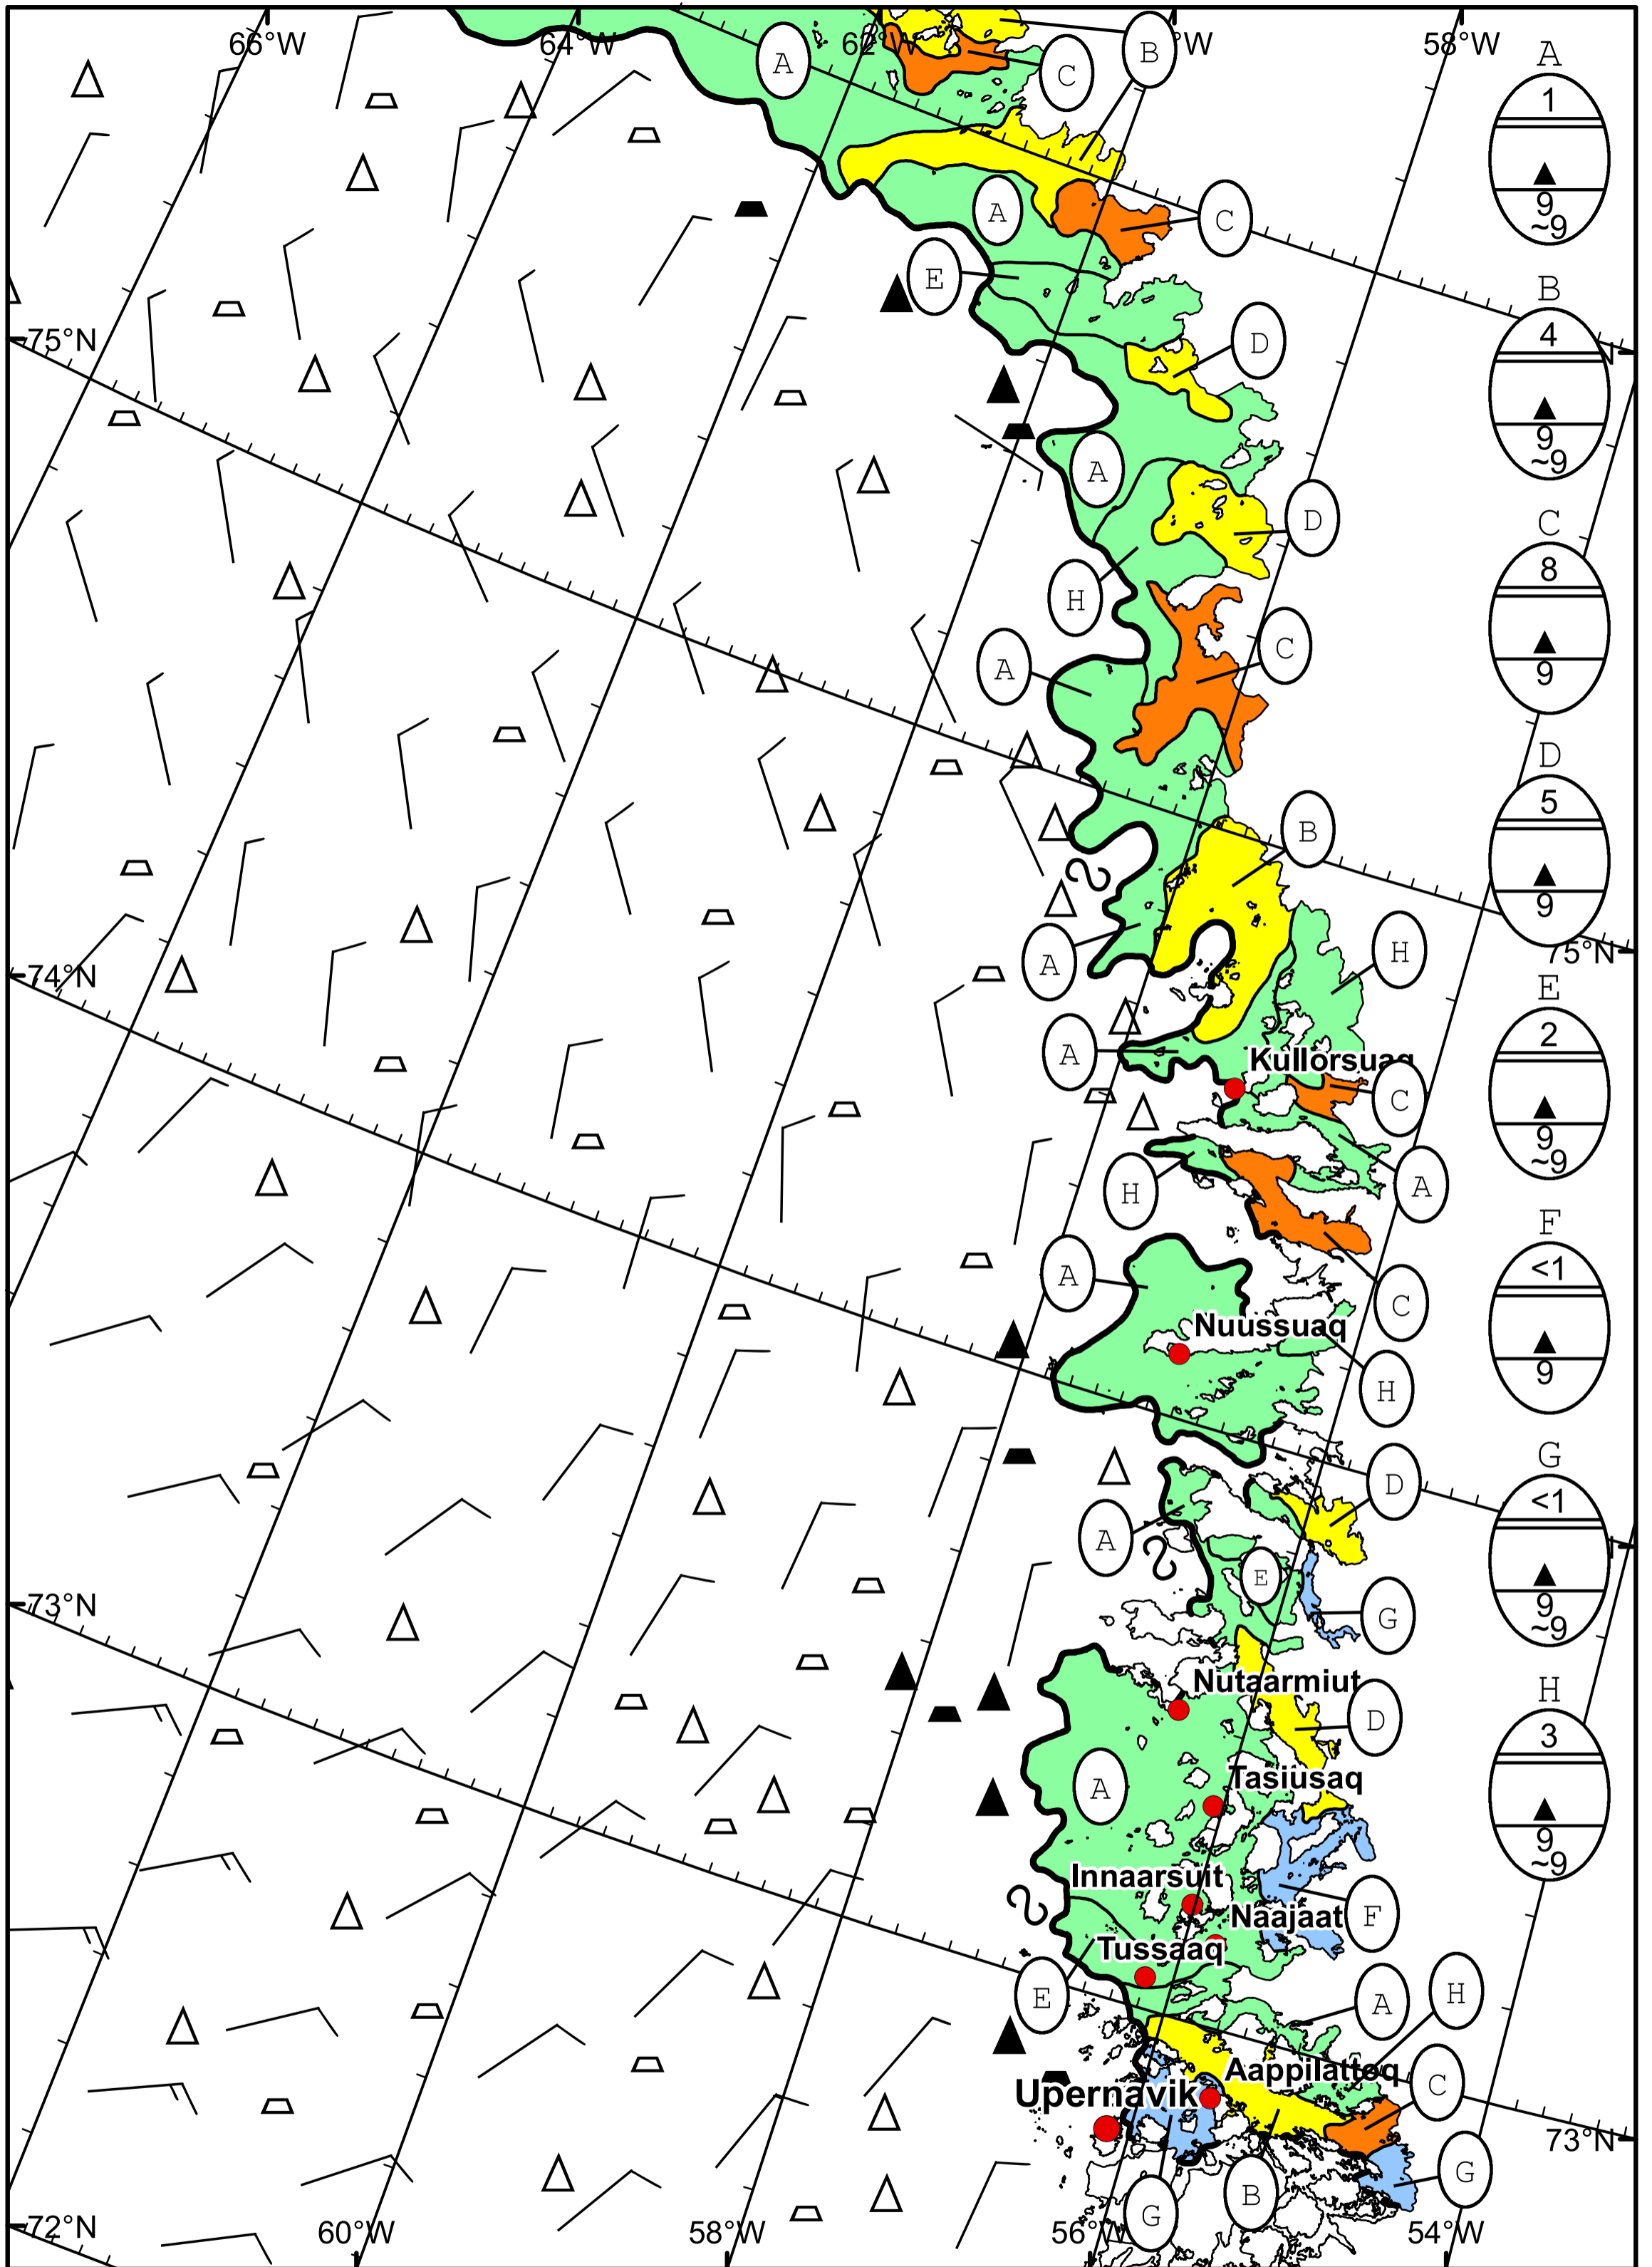 66°W
64°W
62°W
°W
58°W
A
1
9
~9
B
4
9
~9
C
8
9
D
5
9
E
2
9
~9
F
<1
9
G
<1
9
~9
H
3
9
~9
A
C
B
A
C
E
D
75°N
N
A
D
H
C
A
B
74°N
75°N
A
H
A
Kullorsuaq
C
H
A
A
C
Nuussuaq
H
D
A
E
G
73°N
Nutaarmiut
D
A
Tasiusaq
Innaarsuit
Naajaat
F
Tussaaq
E
A
H
Aappilattoq
C
Upernavik
73°N
G
B
G
72°N
60°W
58°W
56°W
54°W